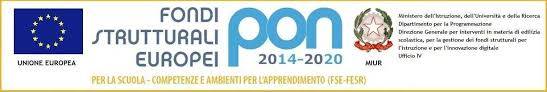 UNIONE EUROPEA
FONDI
STRUTTURALI
EUROPEI
pon
2014-2020
MIUR
Ministero dell'Istruzione, dell'Università e della Ricerca
Dipartimento per la Programmazione
Direzione Generale per interventi in materia di edilizia
scolastica, per la gestione dei fondi strutturali per
l'istruzione e per l'innovazione digitale
Ufficio IV
PER LA SCUOLA - COMPETENZE E AMBIENTI PER L'APPRENDIMENTO (FSE-FESR)